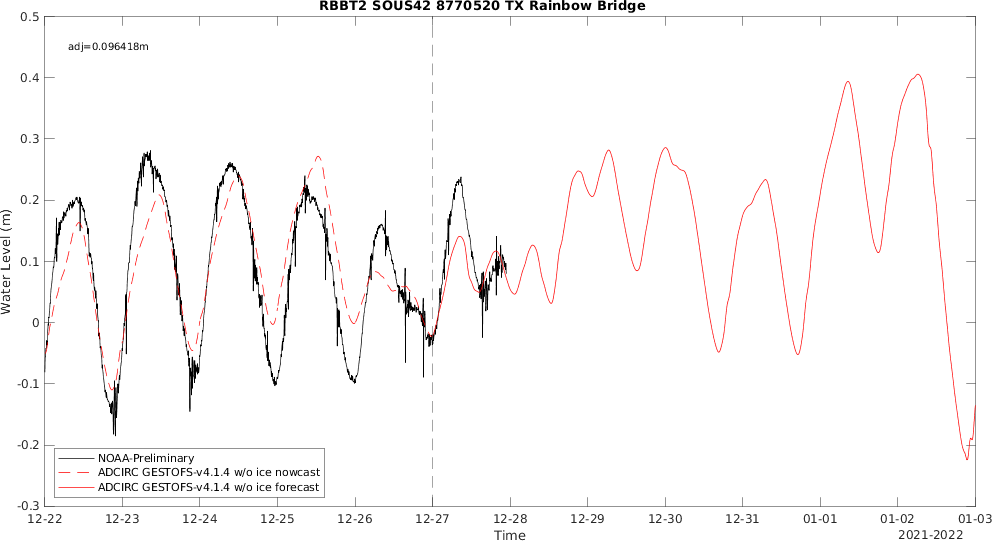 RBBT2 SOUS42 8770520 TX Rainbow Bridge
adj=0.096418m
0.5
0.4
0.3
0.2
0.1
0
-0.1
-0.2
-0.3
Water Level (m)
NOAA-Preliminary
ADCIRC GESTOFS-v4.1.4 w/o ice nowcast
ADCIRC GESTOFS-v4.1.4 w/o ice forecast
12-22 12-23 12-24 12-25 12-26 12-27 12-28 12-29 12-30 12-31 01-01 01-02 01-03
Time
2021-2022